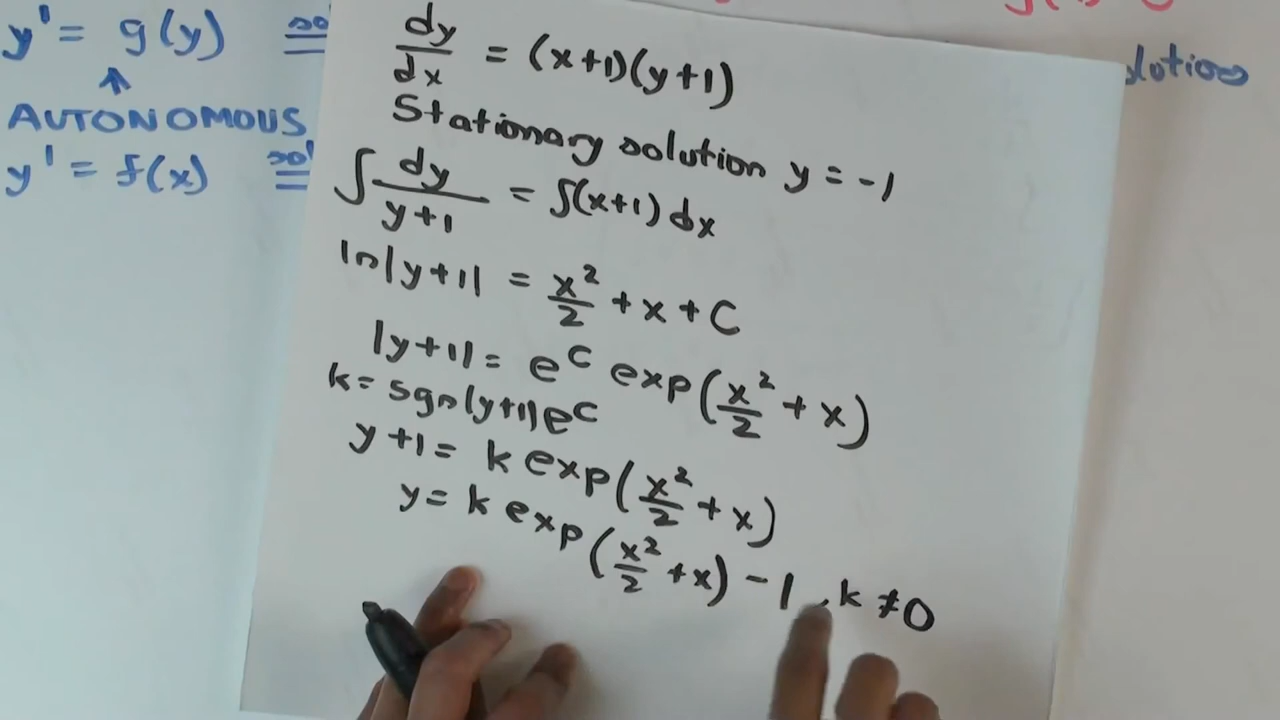 y' = g(y)
↑
AUTONOMOUS
y' = f(x)
dy/dx = (x+1)(y+1)
Stationary solution y = -1
∫ dy/(y+1) = ∫(x+1) dx
ln|y+1| = x²/2 + x + C
|y+1| = e^C exp(x²/2 + x)
k = sgn(y+1)e^C
y+1 = k exp(x²/2 + x)
y = k exp(x²/2 + x) - 1, k ≠ 0